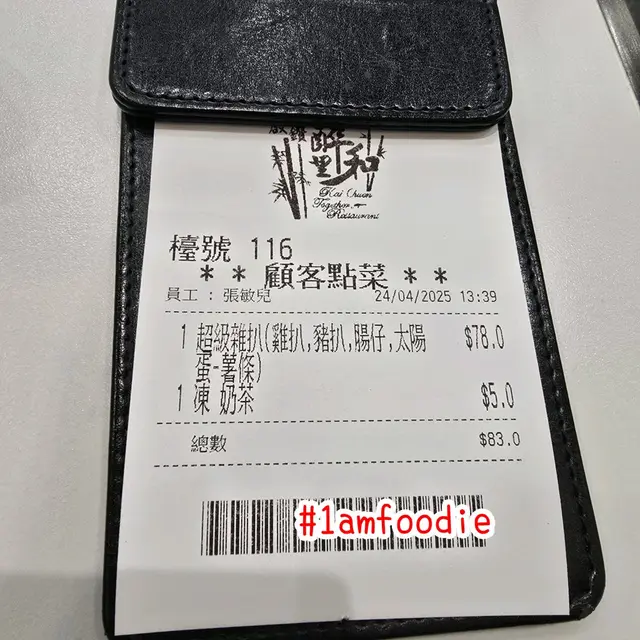 和
Kai Chuen
Together
Restaurant
檯號 116
** 顧客點菜 **
員工 : 張敏兒 24/04/2025 13:39
1 超級雜扒(雞扒,豬扒,腸仔,太陽 $78.0
蛋-薯條)
1 凍 奶茶 $5.0
總數 $83.0
#1amfoodie